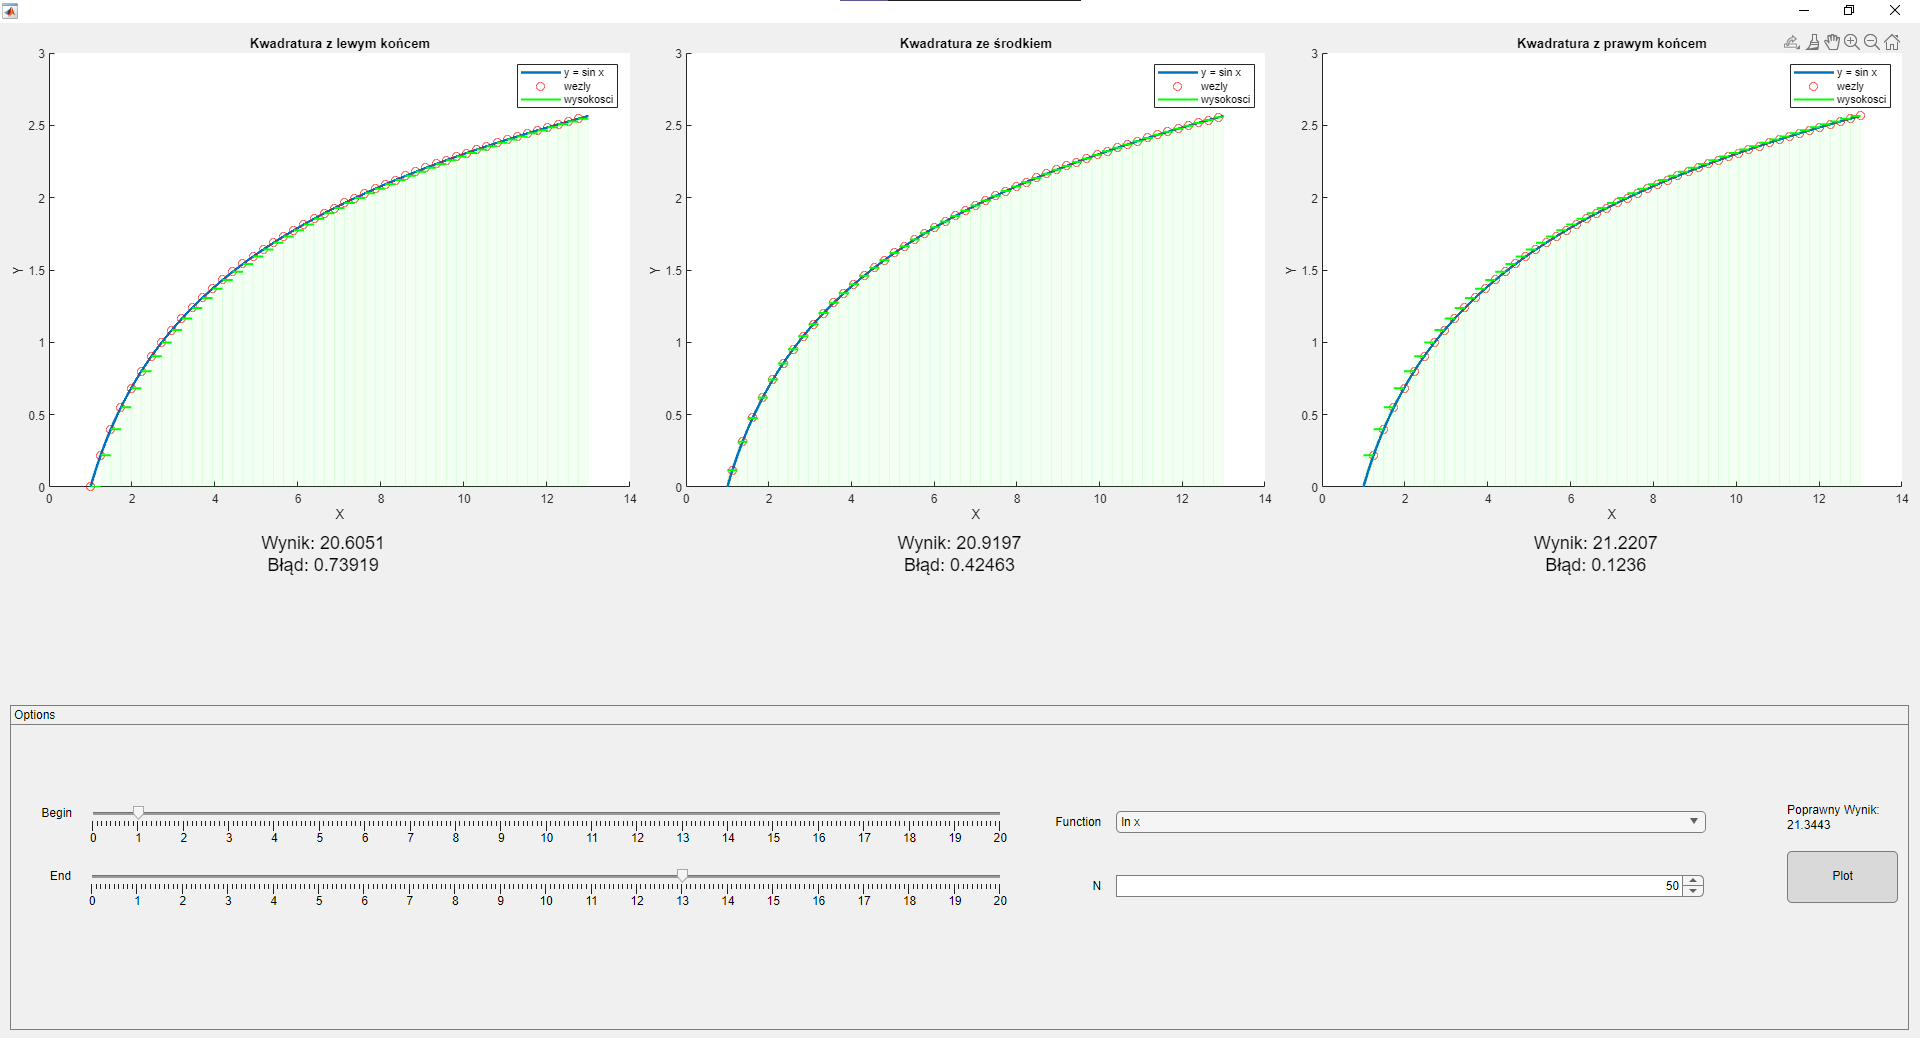 Kwadratura z lewym końcem
3
2.5
2
1.5
1
0.5
0
Y
y = sin x
wezly
wysokosci
0 2 4 6 8 10 12 14
X
Wynik: 20.6051
Błąd: 0.73919
Kwadratura ze środkiem
3
2.5
2
1.5
1
0.5
0
Y
y = sin x
wezly
wysokosci
0 2 4 6 8 10 12 14
X
Wynik: 20.9197
Błąd: 0.42463
Kwadratura z prawym końcem
3
2.5
2
1.5
1
0.5
0
Y
y = sin x
wezly
wysokosci
0 2 4 6 8 10 12 14
X
Wynik: 21.2207
Błąd: 0.1236
Options
Begin
0 1 2 3 4 5 6 7 8 9 10 11 12 13 14 15 16 17 18 19 20
End
0 1 2 3 4 5 6 7 8 9 10 11 12 13 14 15 16 17 18 19 20
Function ln x
N 50
Poprawny Wynik:
21.3443
Plot